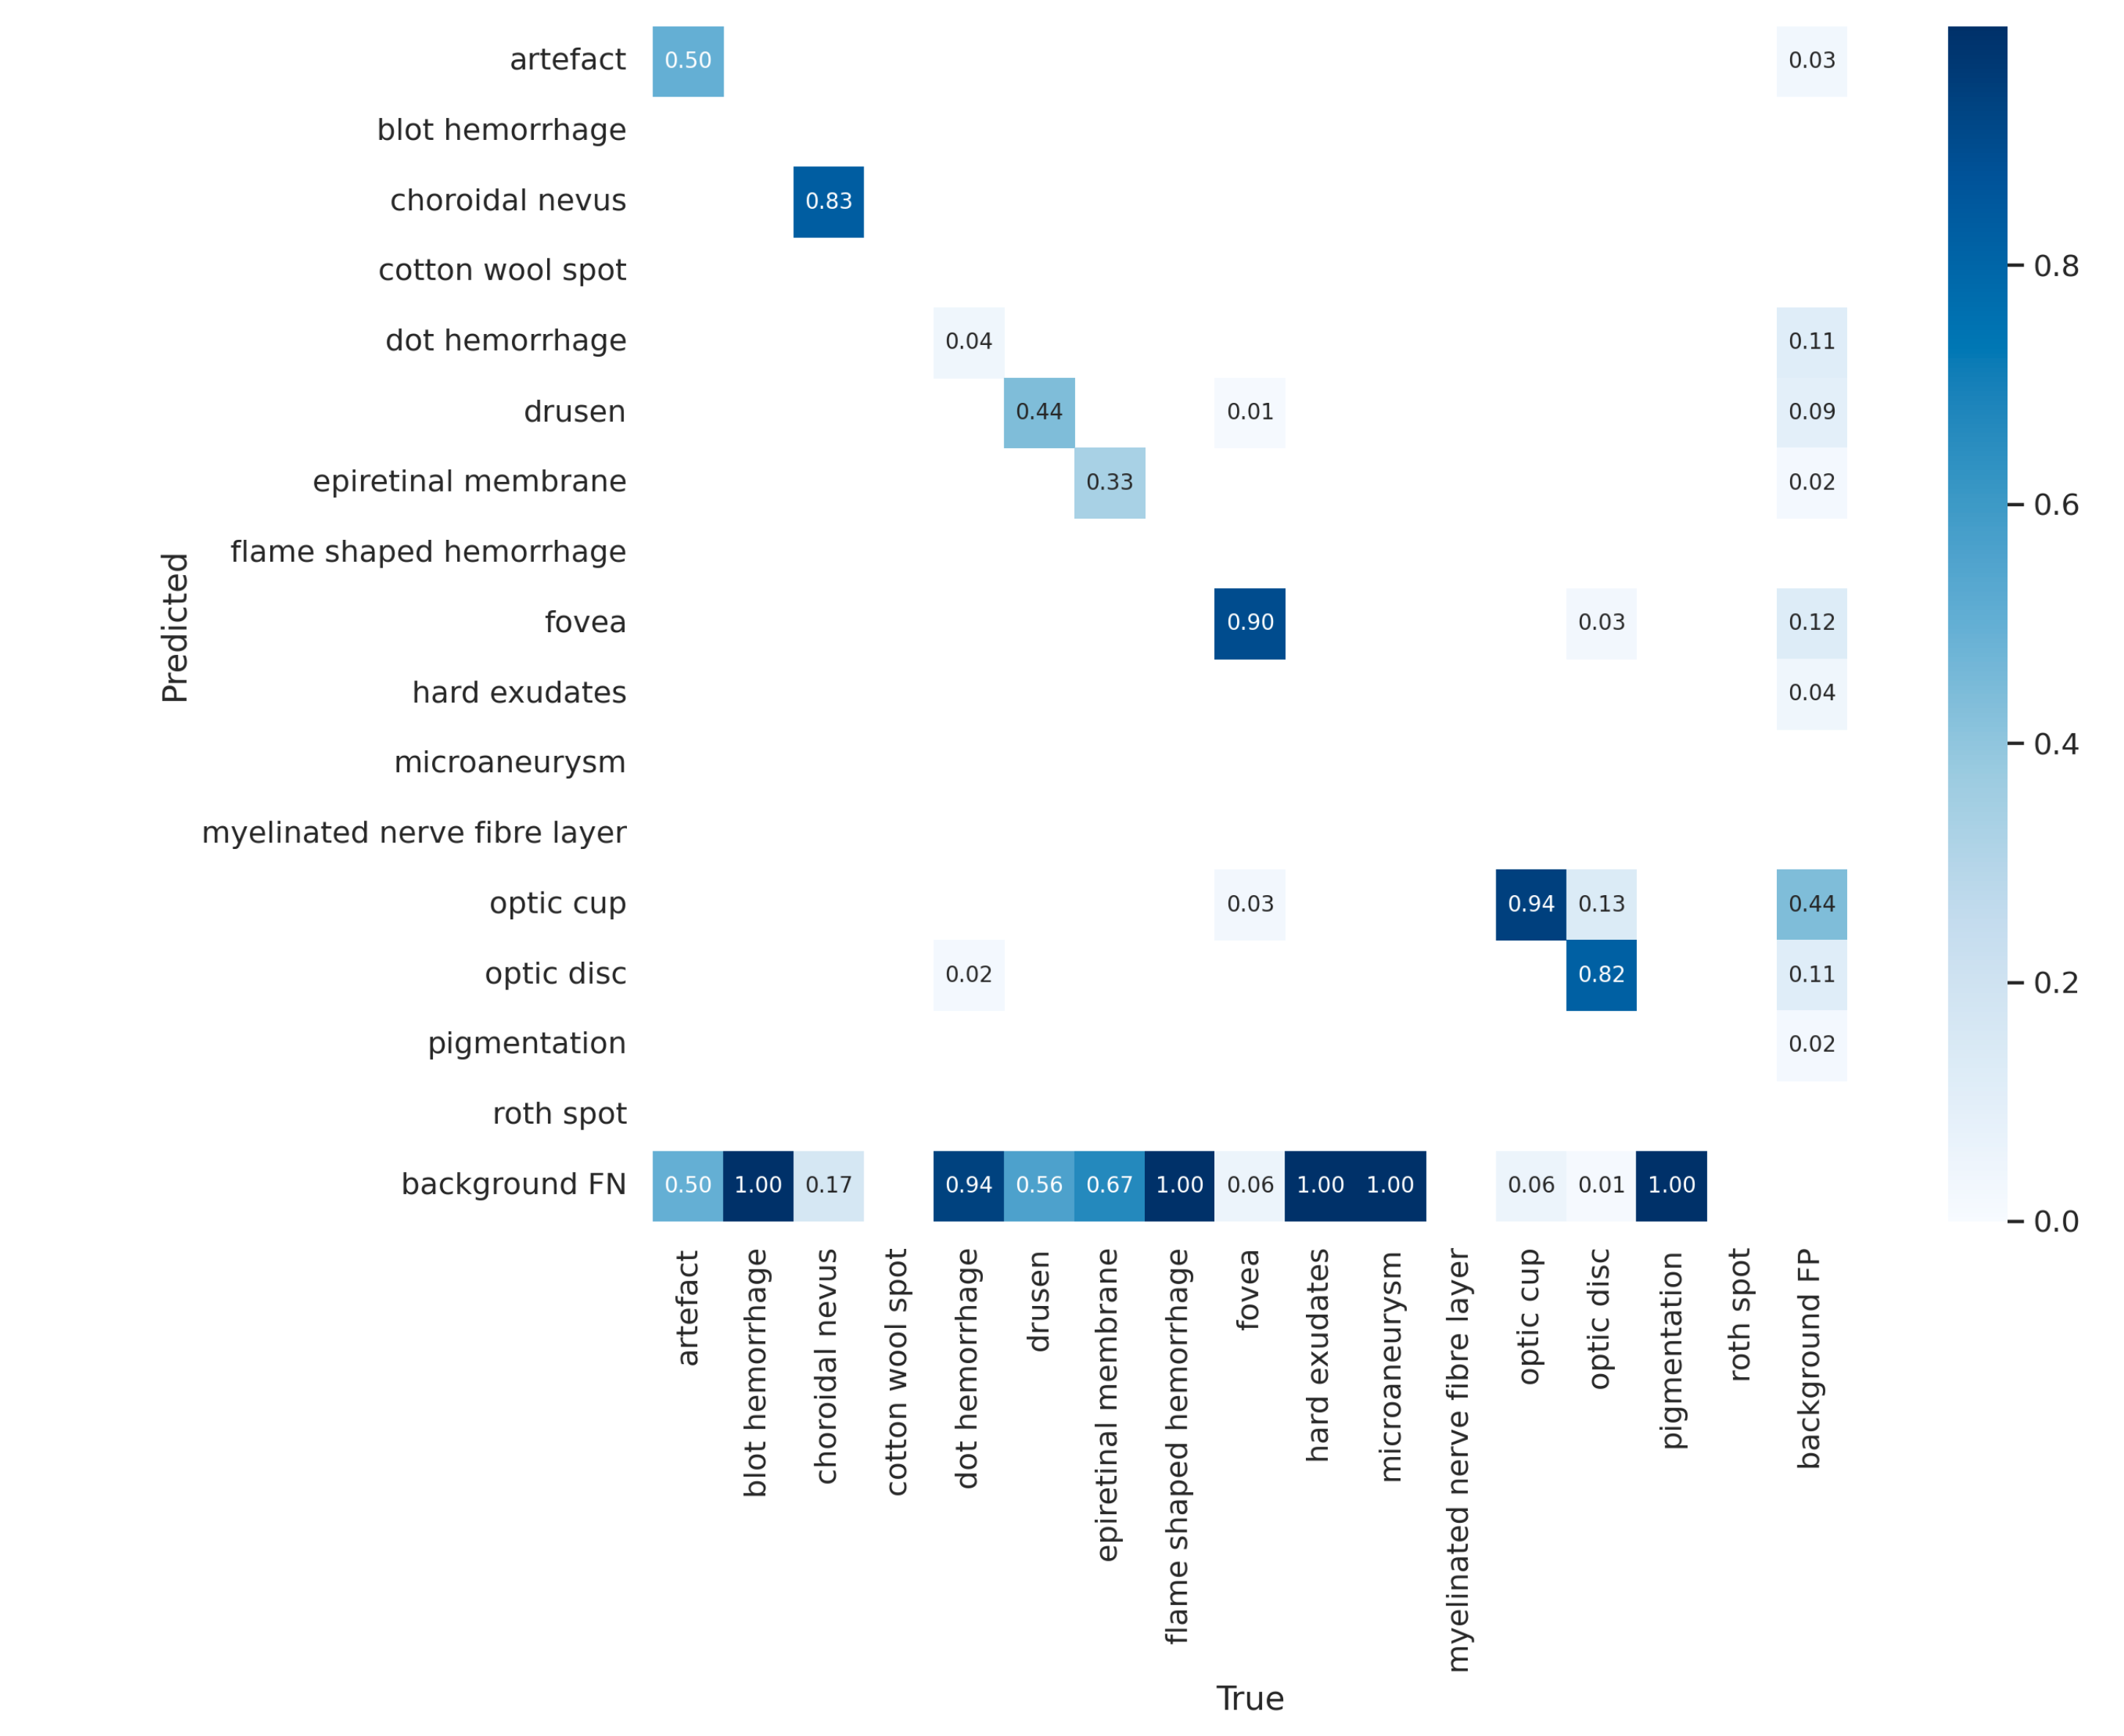 artefact 0.50 0.03
blot hemorrhage
choroidal nevus 0.83
cotton wool spot
dot hemorrhage 0.04 0.11
drusen 0.44 0.01 0.09
epiretinal membrane 0.33 0.02
flame shaped hemorrhage
fovea 0.90 0.03 0.12
hard exudates 0.04
microaneurysm
myelinated nerve fibre layer
optic cup 0.03 0.94 0.13 0.44
optic disc 0.02 0.82 0.11
pigmentation 0.02
roth spot
background FN 0.50 1.00 0.17 0.94 0.56 0.67 1.00 0.06 1.00 1.00 0.06 0.01 1.00
Predicted
artefact
blot hemorrhage
choroidal nevus
cotton wool spot
dot hemorrhage
drusen
epiretinal membrane
flame shaped hemorrhage
fovea
hard exudates
microaneurysm
myelinated nerve fibre layer
optic cup
optic disc
pigmentation
roth spot
background FP
True
0.8
0.6
0.4
0.2
0.0